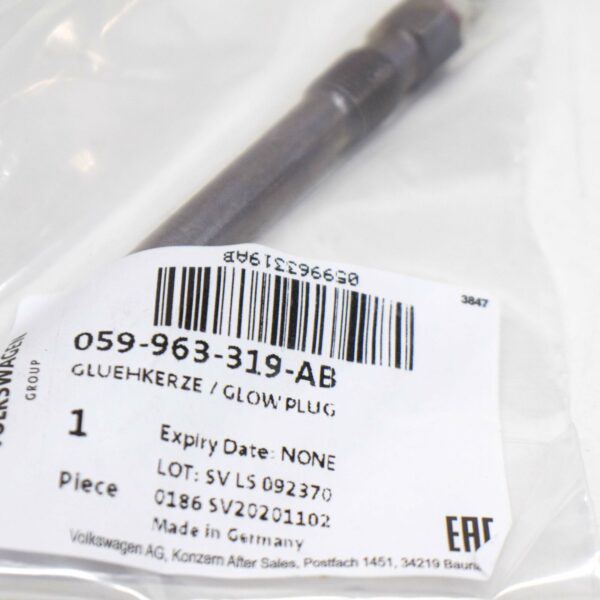 059963319AB
3847
059-963-319-AB
GLUEHKERZE / GLOW PLUG
VOLKSWAGEN
GROUP
1
Piece
Expiry Date: NONE
LOT: SV LS 092370
0186 SV20201102
Made in Germany
EAC
Volkswagen AG, Konzern After Sales, Postfach 1451, 34219